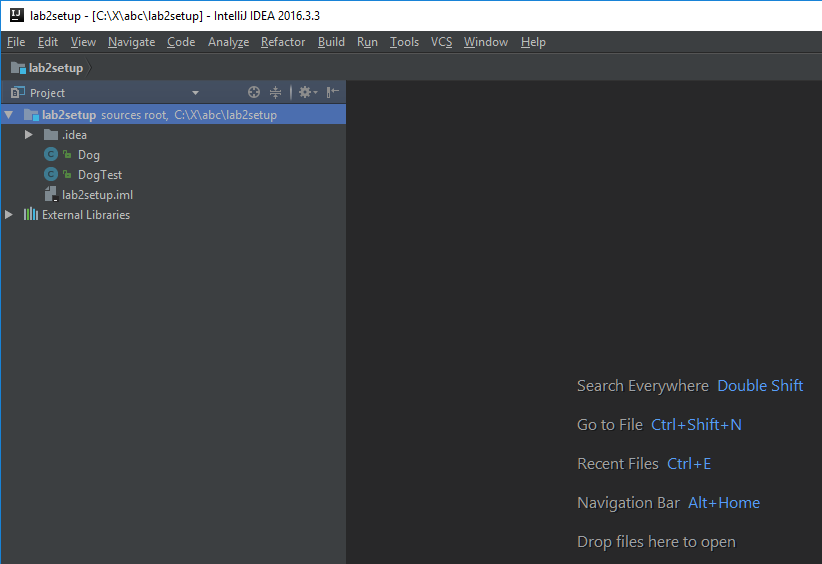 lab2setup - [C:\X\abc\lab2setup] - IntelliJ IDEA 2016.3.3
File Edit View Navigate Code Analyze Refactor Build Run Tools VCS Window Help
lab2setup
Project
lab2setup sources root, C:\X\abc\lab2setup
.idea
Dog
DogTest
lab2setup.iml
External Libraries
Search Everywhere Double Shift
Go to File Ctrl+Shift+N
Recent Files Ctrl+E
Navigation Bar Alt+Home
Drop files here to open